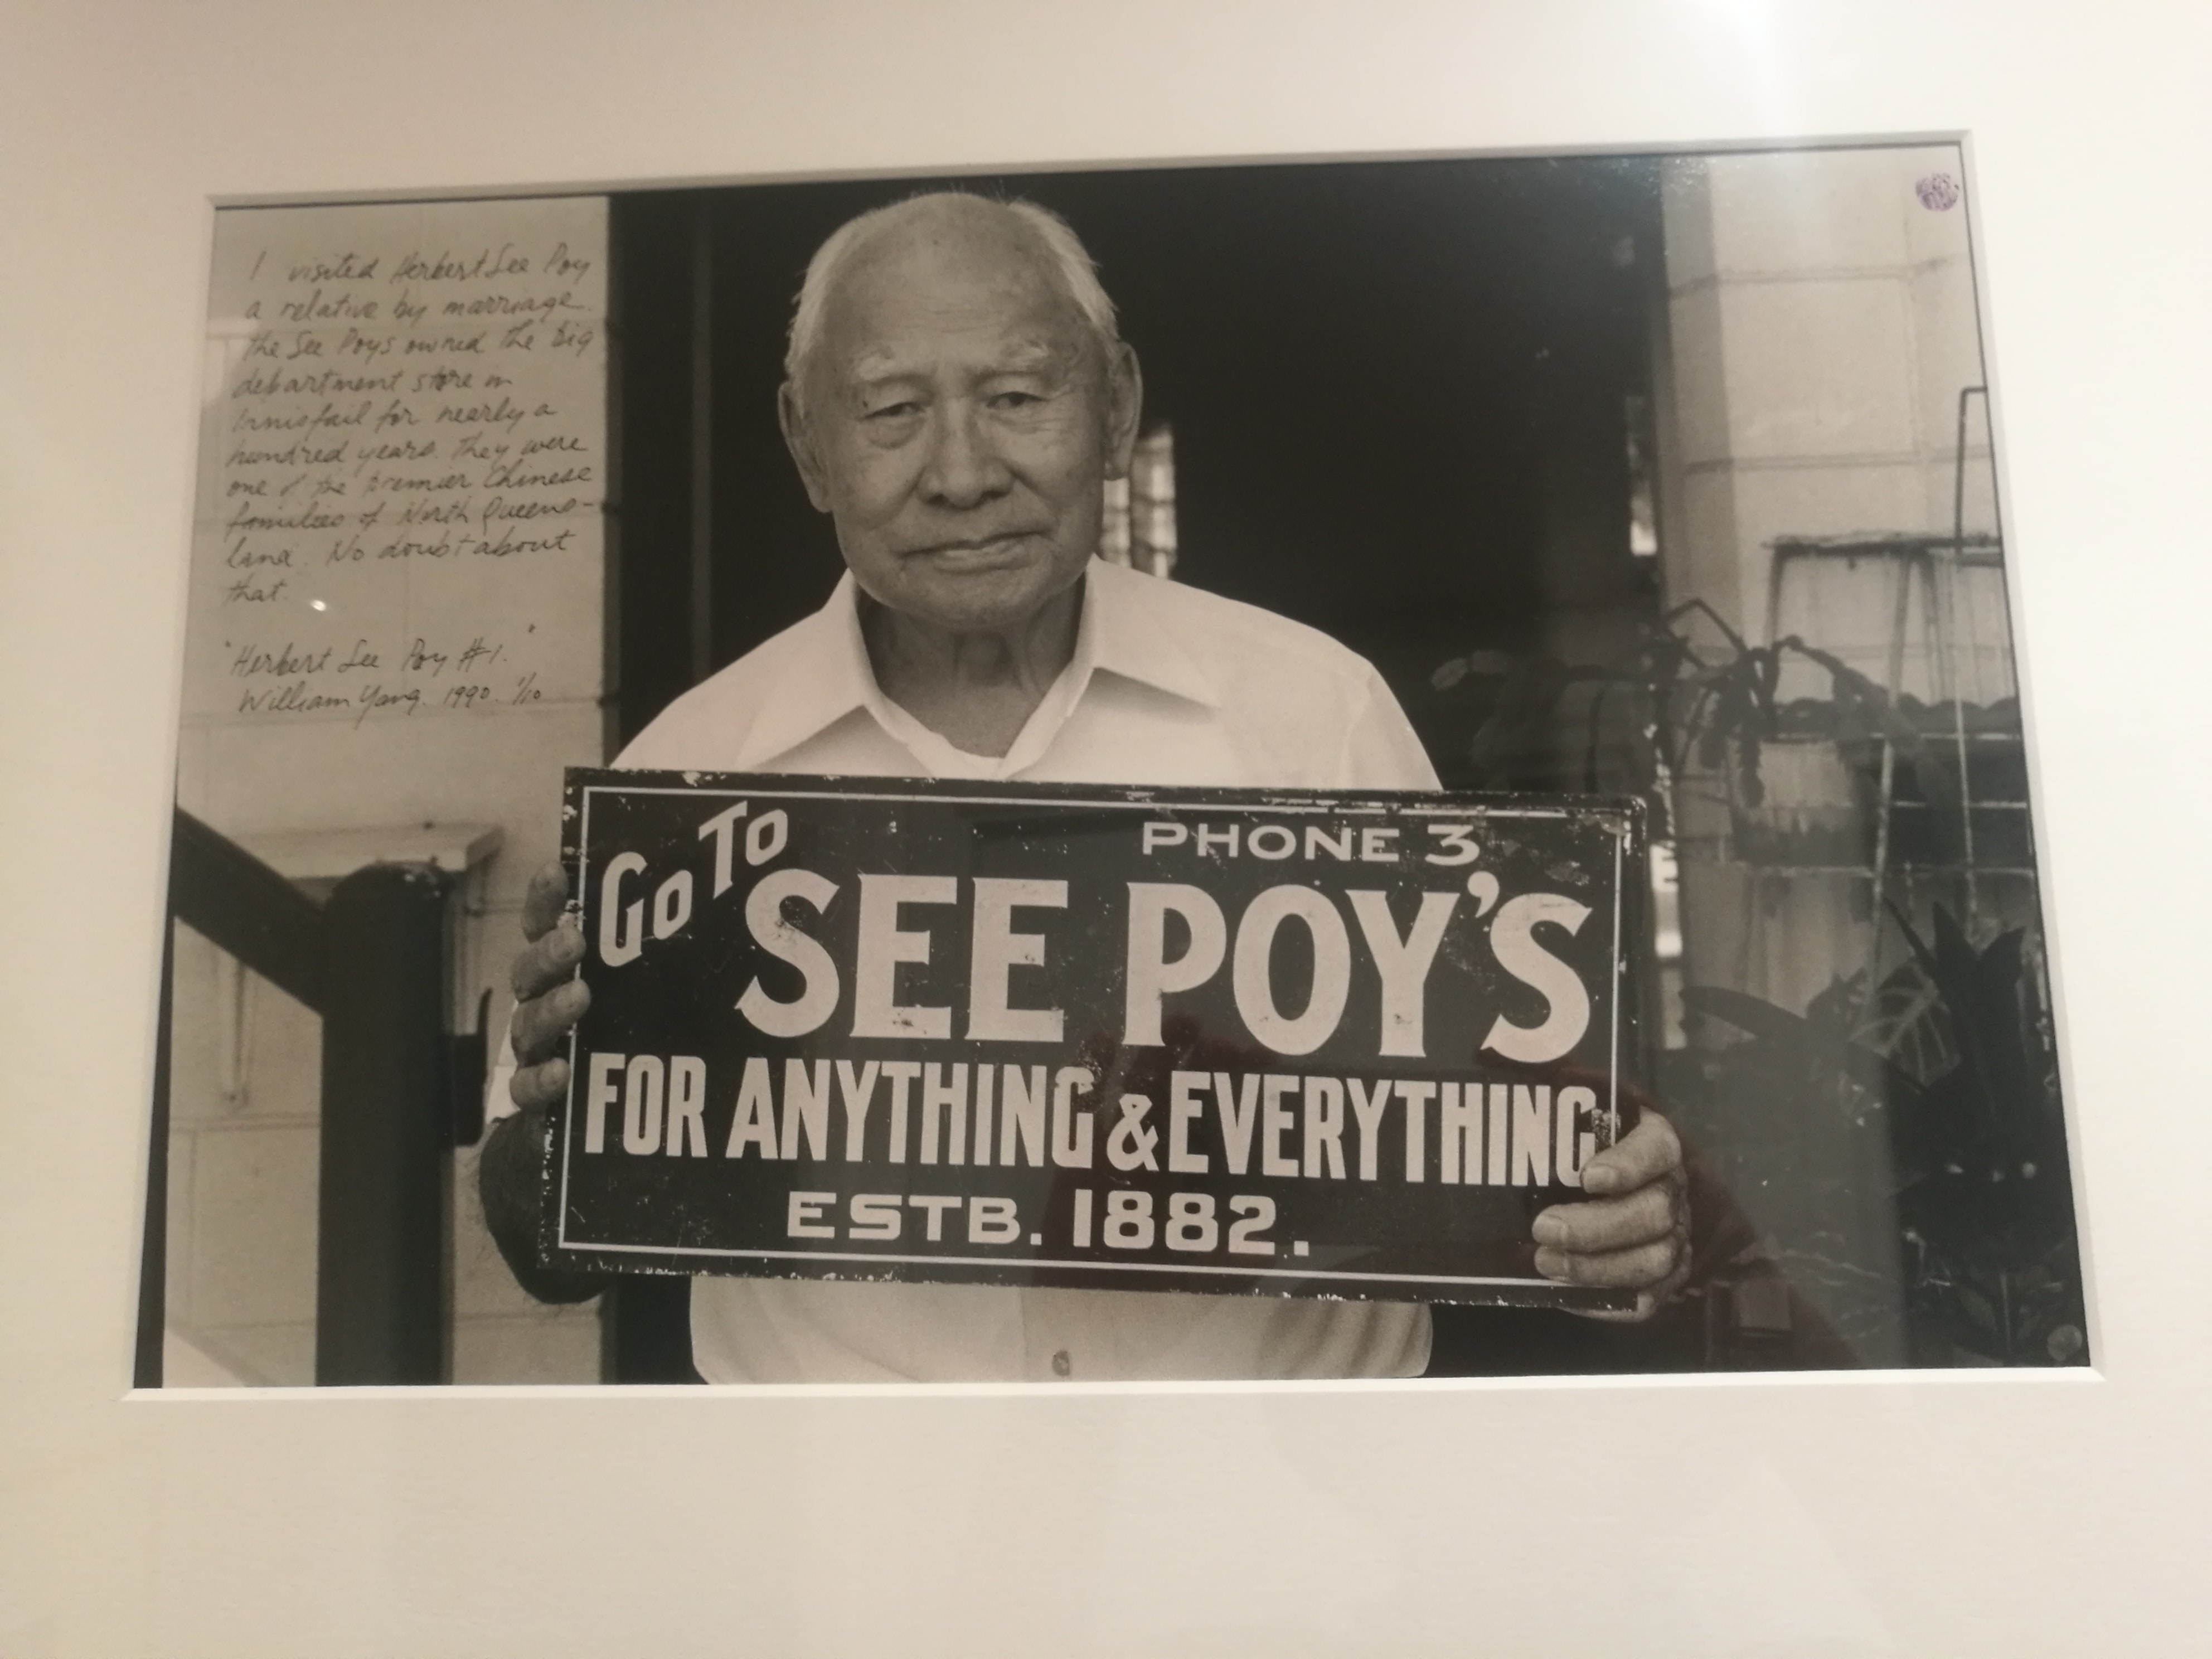 I visited Herbert See Poy
a relative by marriage.
The See Poys owned the big
department store in
Innisfail for nearly a
hundred years. They were
one of the premier Chinese
families of North Queens-
land. No doubt about
that.
"Herbert See Poy #1."
William Yang. 1990. 1/10
GO TO
PHONE 3
SEE POY'S
FOR ANYTHING & EVERYTHING
ESTB. 1882.